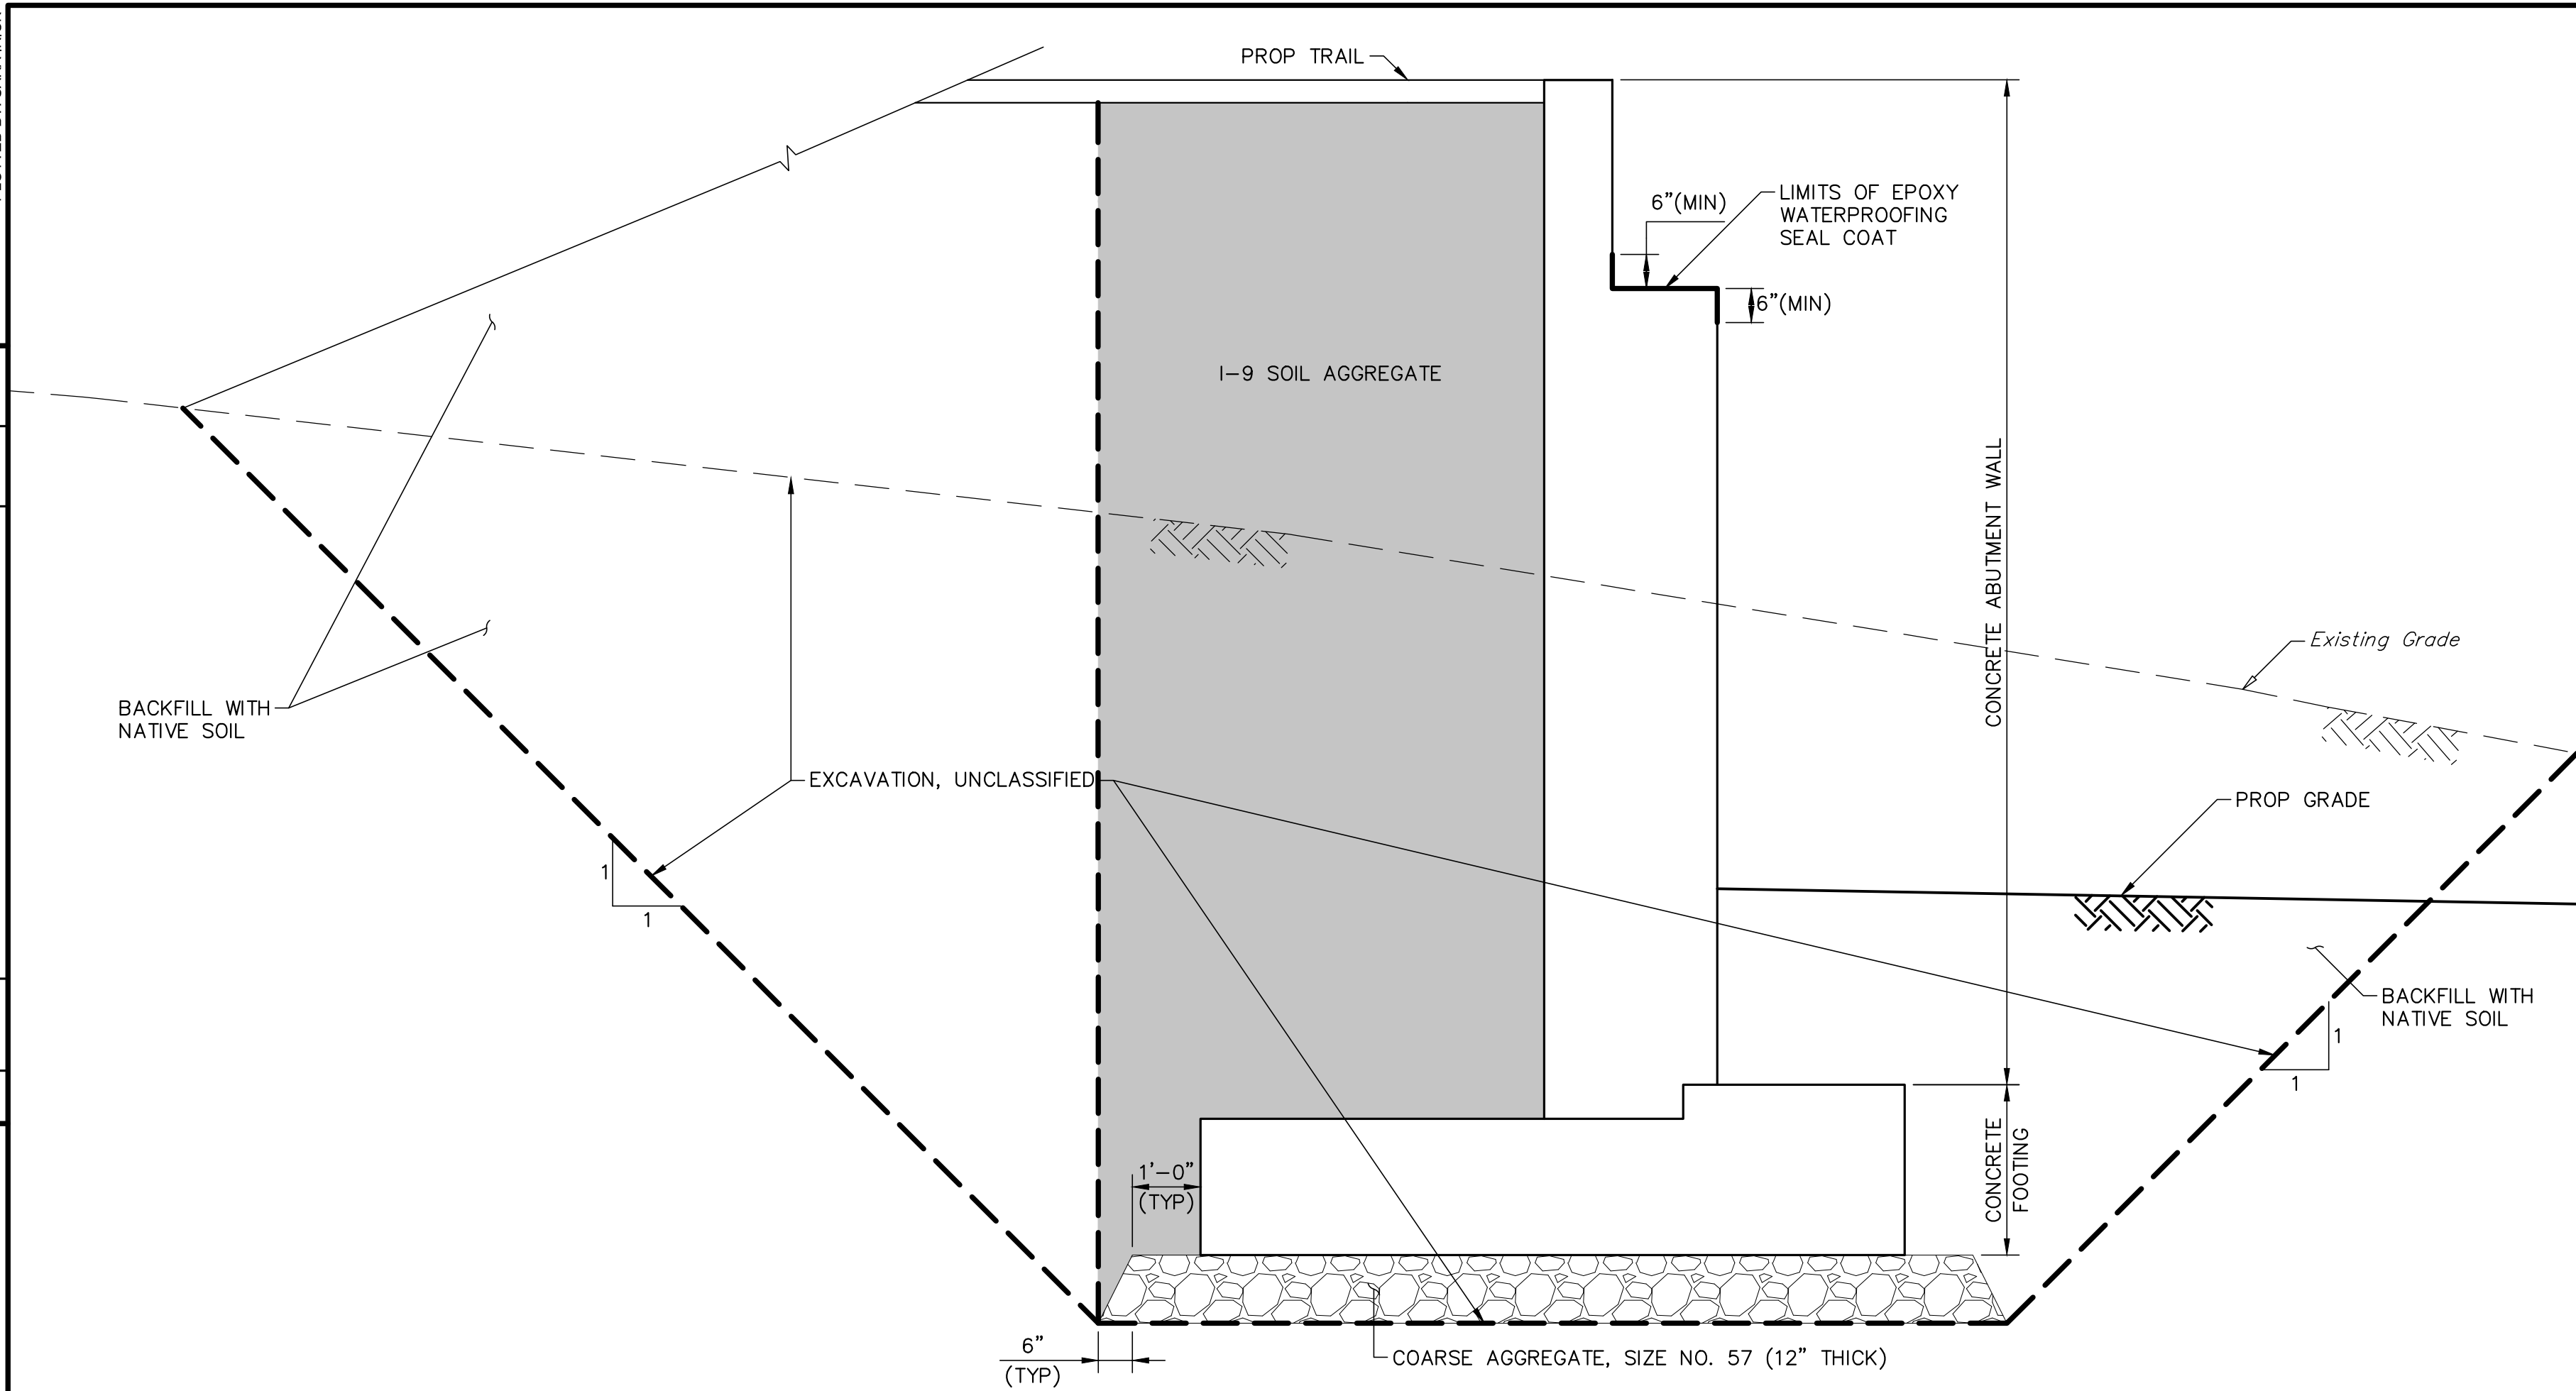 PROP TRAIL
6"(MIN)
LIMITS OF EPOXY
WATERPROOFING
SEAL COAT
6"(MIN)
I-9 SOIL AGGREGATE
CONCRETE ABUTMENT WALL
Existing Grade
BACKFILL WITH
NATIVE SOIL
EXCAVATION, UNCLASSIFIED
PROP GRADE
1
1
BACKFILL WITH
NATIVE SOIL
1
1
1'-0"
(TYP)
CONCRETE
FOOTING
6"
(TYP)
COARSE AGGREGATE, SIZE NO. 57 (12" THICK)